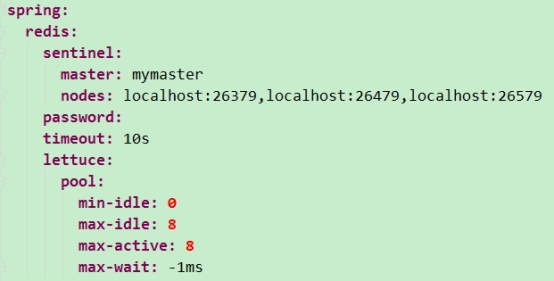 spring:
  redis:
    sentinel:
      master: mymaster
      nodes: localhost:26379,localhost:26479,localhost:26579
    password:
    timeout: 10s
    lettuce:
      pool:
        min-idle: 0
        max-idle: 8
        max-active: 8
        max-wait: -1ms